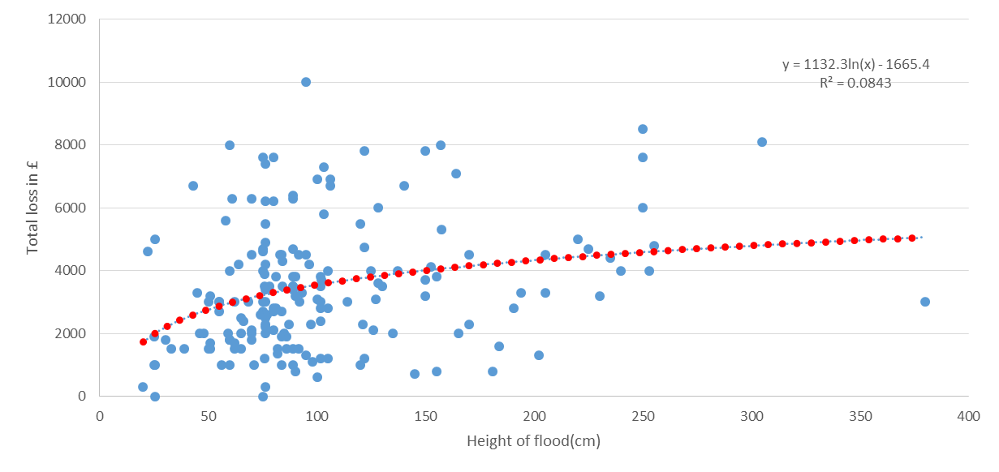 12000
10000
8000
6000
4000
2000
0
Total loss in £
y = 1132.3ln(x) - 1665.4
R² = 0.0843
0 50 100 150 200 250 300 350 400
Height of flood(cm)